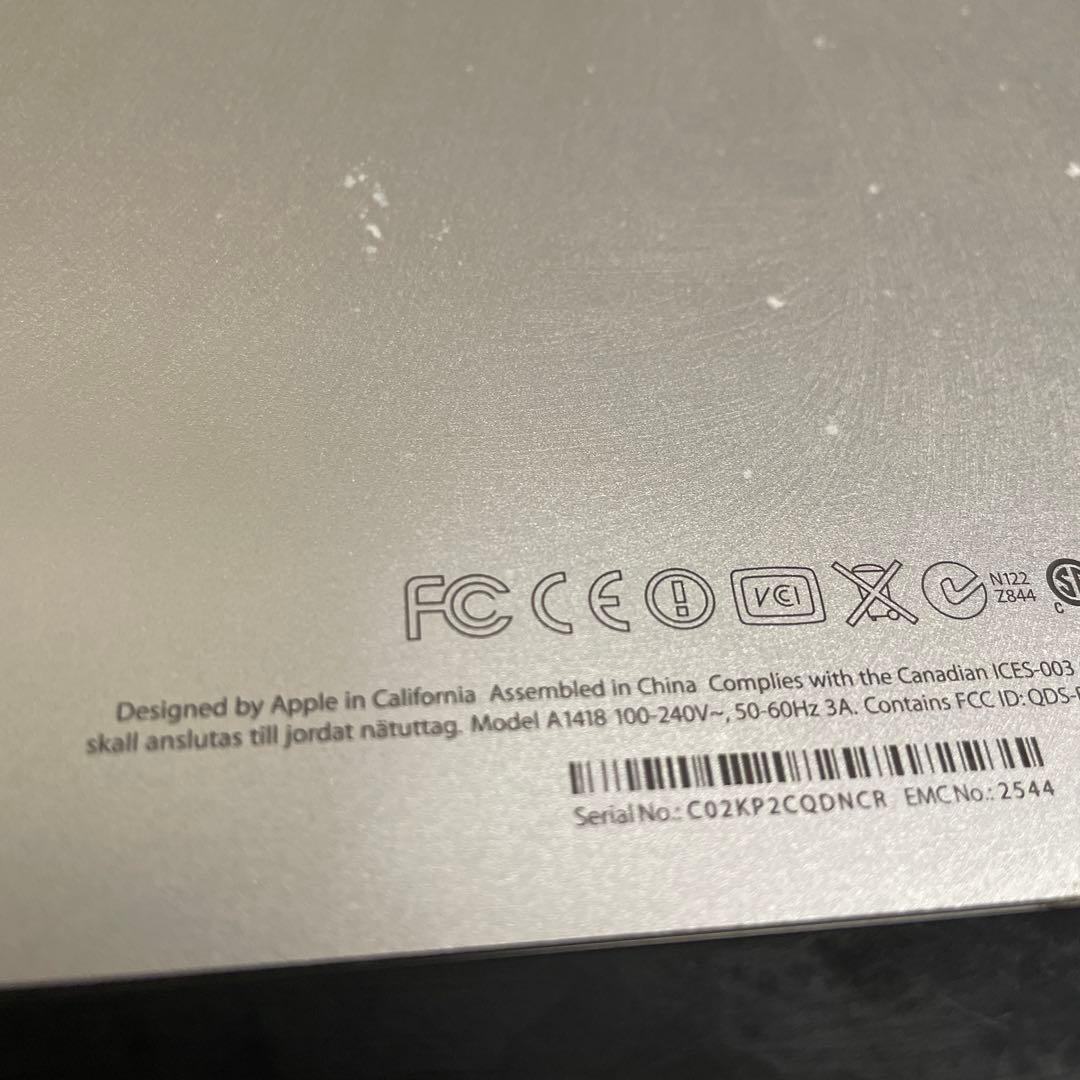 FC CE VCI N122
Z844
C
Designed by Apple in California Assembled in China Complies with the Canadian ICES-003
skall anslutas till jordat nätuttag. Model A1418 100-240V~, 50-60Hz 3A. Contains FCC ID: QDS-
Serial No.: C02KP2CQDNCR EMC No.: 2544